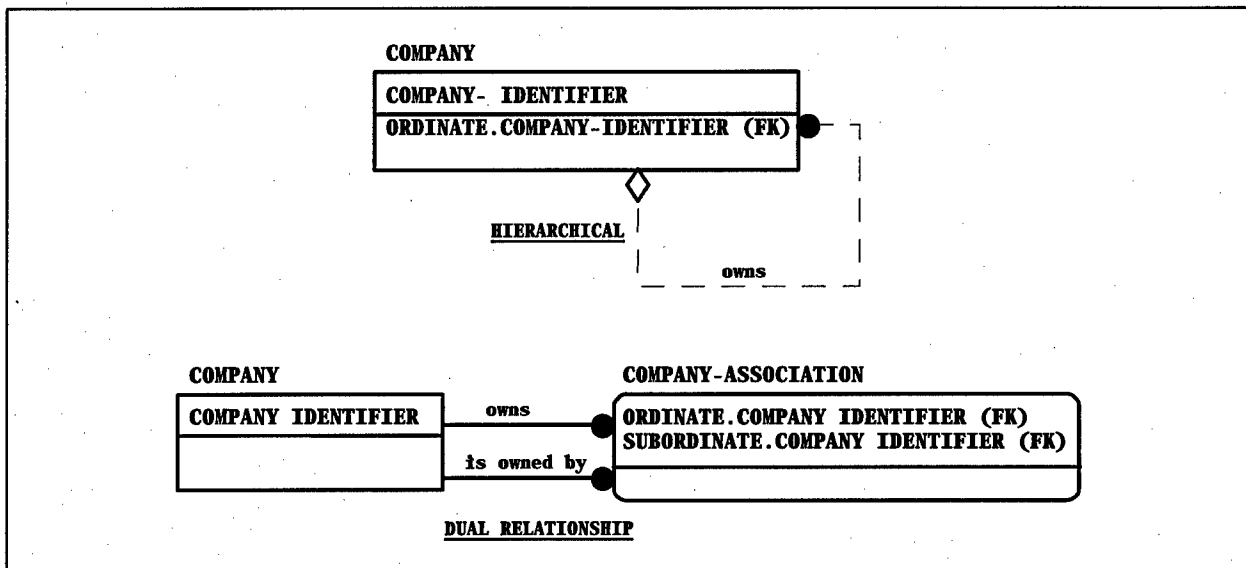 COMPANY
COMPANY- IDENTIFIER
ORDINATE.COMPANY-IDENTIFIER (FK)
HIERARCHICAL
owns
COMPANY
COMPANY IDENTIFIER
owns
is owned by
COMPANY-ASSOCIATION
ORDINATE.COMPANY IDENTIFIER (FK)
SUBORDINATE.COMPANY IDENTIFIER (FK)
DUAL RELATIONSHIP